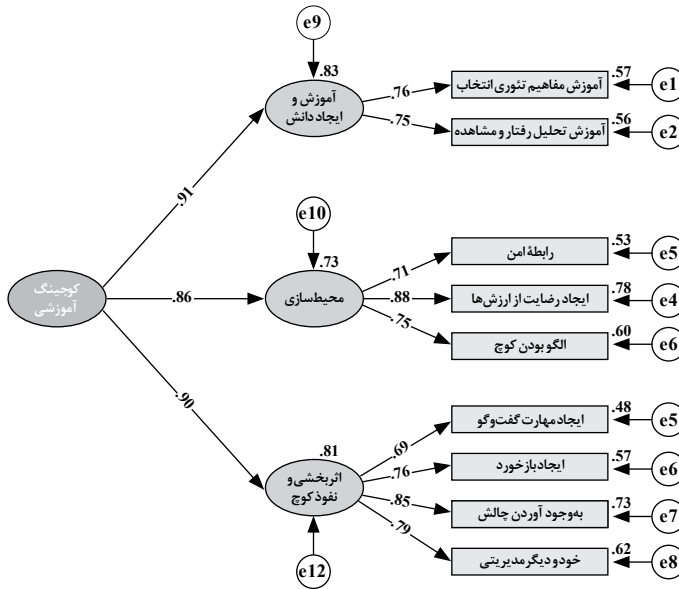 e9
.83
آموزش و
ایجاد دانش
.76
آموزش مفاهیم تئوری انتخاب
.57
e1
.75
آموزش تحلیل رفتار و مشاهده
.56
e2
.91
e10
.73
محیط‌سازی
.71
رابطهٔ امن
.53
e5
کوچینگ
آموزشی
.86
.88
ایجاد رضایت از ارزش‌ها
.78
e4
.75
الگو بودن کوچ
.60
e6
.90
.81
اثربخشی و
نفوذ کوچ
e12
.69
ایجاد مهارت گفت‌وگو
.48
e5
.76
ایجاد بازخورد
.57
e6
.85
به‌وجود آوردن چالش
.73
e7
.79
خود و دیگر مدیریتی
.62
e8